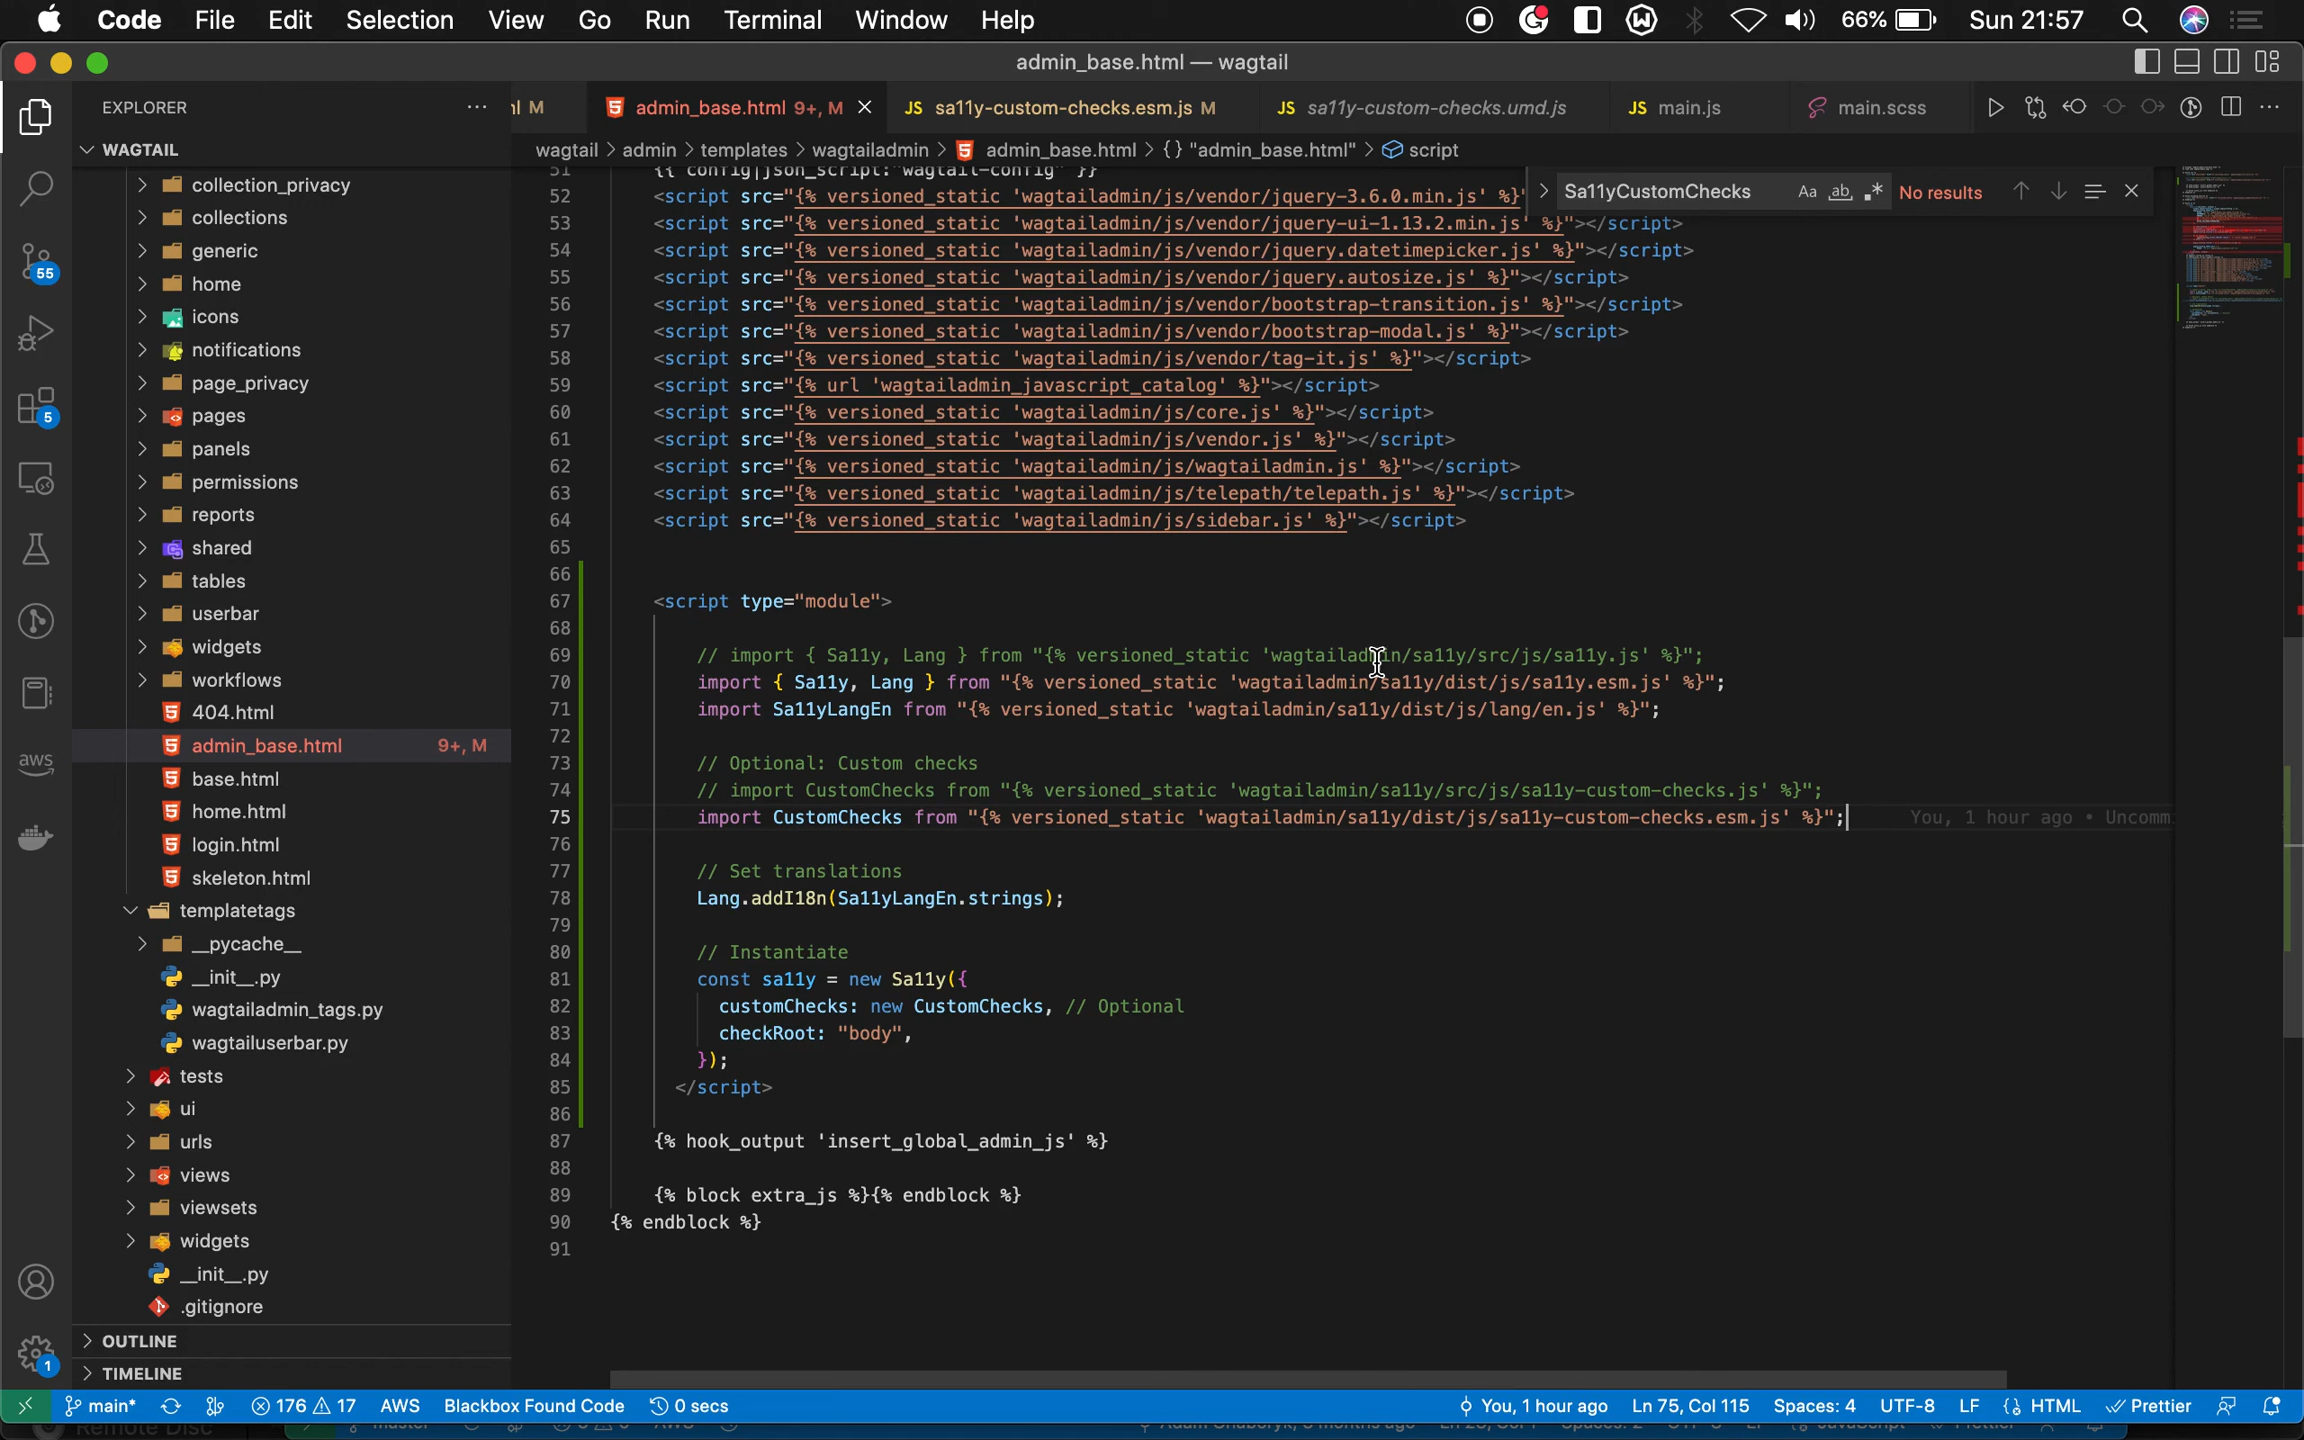 Code File Edit Selection View Go Run Terminal Window Help 66% Sun 21:57
admin_base.html — wagtail
EXPLORER
M admin_base.html 9+, M sa11y-custom-checks.esm.js M sa11y-custom-checks.umd.js main.js main.scss
WAGTAIL
wagtail > admin > templates > wagtailadmin > admin_base.html > {} "admin_base.html" > script
Sa11yCustomChecks Aa ab No results
collection_privacy
collections
generic
home
icons
notifications
page_privacy
pages
panels
permissions
reports
shared
tables
userbar
widgets
workflows
404.html
admin_base.html 9+, M
base.html
home.html
login.html
skeleton.html
templatetags
__pycache__
__init__.py
wagtailadmin_tags.py
wagtailuserbar.py
tests
ui
urls
views
viewsets
widgets
__init__.py
.gitignore
OUTLINE
TIMELINE
55
5
aws
1
51 {{ config|json_script:"wagtail-config" }}
52 <script src="{% versioned_static 'wagtailadmin/js/vendor/jquery-3.6.0.min.js' %}"
53 <script src="{% versioned_static 'wagtailadmin/js/vendor/jquery-ui-1.13.2.min.js' %}"></script>
54 <script src="{% versioned_static 'wagtailadmin/js/vendor/jquery.datetimepicker.js' %}"></script>
55 <script src="{% versioned_static 'wagtailadmin/js/vendor/jquery.autosize.js' %}"></script>
56 <script src="{% versioned_static 'wagtailadmin/js/vendor/bootstrap-transition.js' %}"></script>
57 <script src="{% versioned_static 'wagtailadmin/js/vendor/bootstrap-modal.js' %}"></script>
58 <script src="{% versioned_static 'wagtailadmin/js/vendor/tag-it.js' %}"></script>
59 <script src="{% url 'wagtailadmin_javascript_catalog' %}"></script>
60 <script src="{% versioned_static 'wagtailadmin/js/core.js' %}"></script>
61 <script src="{% versioned_static 'wagtailadmin/js/vendor.js' %}"></script>
62 <script src="{% versioned_static 'wagtailadmin/js/wagtailadmin.js' %}"></script>
63 <script src="{% versioned_static 'wagtailadmin/js/telepath/telepath.js' %}"></script>
64 <script src="{% versioned_static 'wagtailadmin/js/sidebar.js' %}"></script>
65
66
67 <script type="module">
68
69 // import { Sa11y, Lang } from "{% versioned_static 'wagtailadmin/sa11y/src/js/sa11y.js' %}";
70 import { Sa11y, Lang } from "{% versioned_static 'wagtailadmin/sa11y/dist/js/sa11y.esm.js' %}";
71 import Sa11yLangEn from "{% versioned_static 'wagtailadmin/sa11y/dist/js/lang/en.js' %}";
72
73 // Optional: Custom checks
74 // import CustomChecks from "{% versioned_static 'wagtailadmin/sa11y/src/js/sa11y-custom-checks.js' %}";
75 import CustomChecks from "{% versioned_static 'wagtailadmin/sa11y/dist/js/sa11y-custom-checks.esm.js' %}"; You, 1 hour ago • Uncomm
76
77 // Set translations
78 Lang.addI18n(Sa11yLangEn.strings);
79
80 // Instantiate
81 const sa11y = new Sa11y({
82 customChecks: new CustomChecks, // Optional
83 checkRoot: "body",
84 });
85 </script>
86
87 {% hook_output 'insert_global_admin_js' %}
88
89 {% block extra_js %}{% endblock %}
90 {% endblock %}
91
main* 176 17 AWS Blackbox Found Code 0 secs You, 1 hour ago Ln 75, Col 115 Spaces: 4 UTF-8 LF HTML Prettier